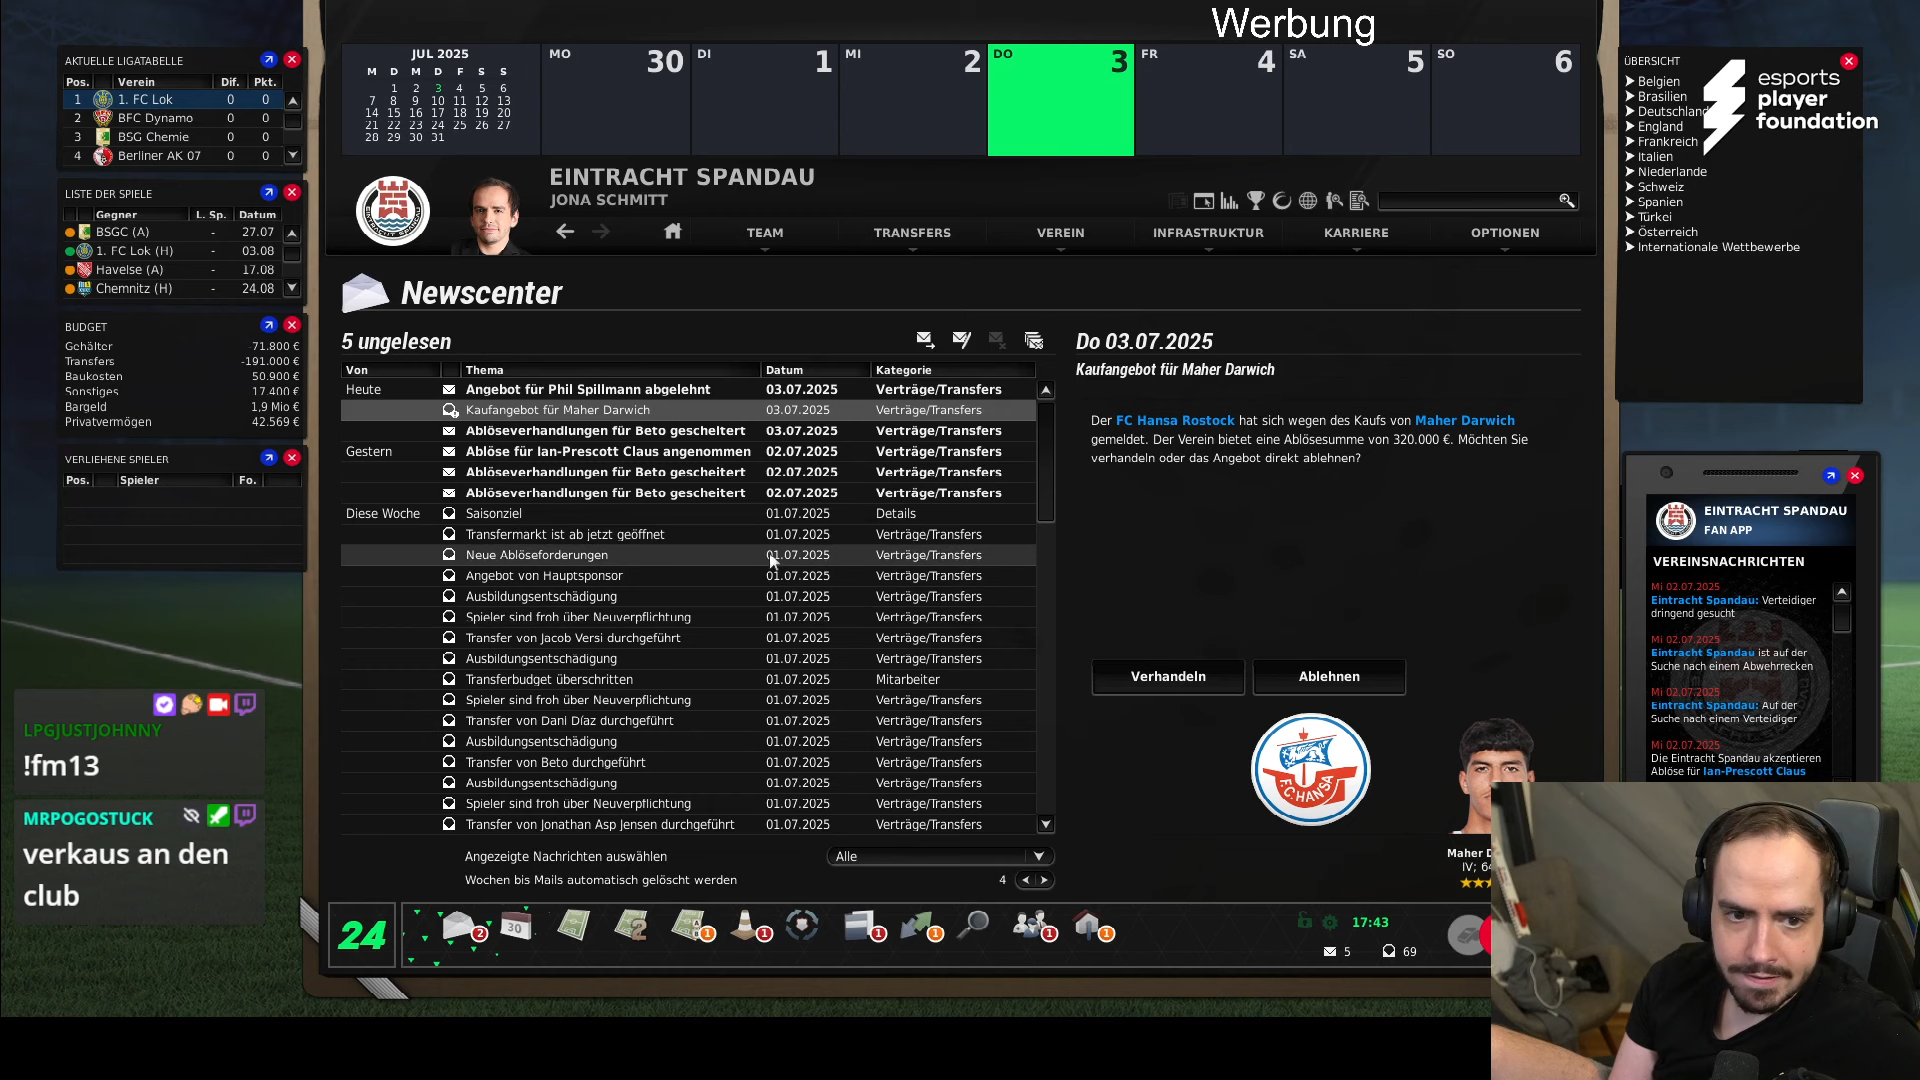 Werbung
AKTUELLE LIGATABELLE
Pos. Verein Dif. Pkt.
1 1. FC Lok 0 0
2 BFC Dynamo 0 0
3 BSG Chemie 0 0
4 Berliner AK 07 0 0
LISTE DER SPIELE
Gegner L. Sp. Datum
BSGC (A) - 27.07
1. FC Lok (H) - 03.08
Havelse (A) - 17.08
Chemnitz (H) - 24.08
BUDGET
Gehälter -71.800 €
Transfers -191.000 €
Baukosten 50.900 €
Sonstiges 17.400 €
Bargeld 1,9 Mio €
Privatvermögen 42.569 €
VERLIEHENE SPIELER
Pos. Spieler Fo.
LPGJUSTJOHNNY
!fm13
MRPOGOSTUCK
verkaus an den
club
JUL 2025
M D M D F S S
1 2 3 4 5 6
7 8 9 10 11 12 13
14 15 16 17 18 19 20
21 22 23 24 25 26 27
28 29 30 31
MO 30
DI 1
MI 2
DO 3
FR 4
SA 5
SO 6
EINTRACHT SPANDAU
JONA SCHMITT
TEAM TRANSFERS VEREIN INFRASTRUKTUR KARRIERE OPTIONEN
Newscenter
5 ungelesen
Von Thema Datum Kategorie
Heute Angebot für Phil Spillmann abgelehnt 03.07.2025 Verträge/Transfers
Kaufangebot für Maher Darwich 03.07.2025 Verträge/Transfers
Ablöseverhandlungen für Beto gescheitert 03.07.2025 Verträge/Transfers
Gestern Ablöse für Ian-Prescott Claus angenommen 02.07.2025 Verträge/Transfers
Ablöseverhandlungen für Beto gescheitert 02.07.2025 Verträge/Transfers
Ablöseverhandlungen für Beto gescheitert 02.07.2025 Verträge/Transfers
Diese Woche Saisonziel 01.07.2025 Details
Transfermarkt ist ab jetzt geöffnet 01.07.2025 Verträge/Transfers
Neue Ablöseforderungen 01.07.2025 Verträge/Transfers
Angebot von Hauptsponsor 01.07.2025 Verträge/Transfers
Ausbildungsentschädigung 01.07.2025 Verträge/Transfers
Spieler sind froh über Neuverpflichtung 01.07.2025 Verträge/Transfers
Transfer von Jacob Versi durchgeführt 01.07.2025 Verträge/Transfers
Ausbildungsentschädigung 01.07.2025 Verträge/Transfers
Transferbudget überschritten 01.07.2025 Mitarbeiter
Spieler sind froh über Neuverpflichtung 01.07.2025 Verträge/Transfers
Transfer von Dani Díaz durchgeführt 01.07.2025 Verträge/Transfers
Ausbildungsentschädigung 01.07.2025 Verträge/Transfers
Transfer von Beto durchgeführt 01.07.2025 Verträge/Transfers
Ausbildungsentschädigung 01.07.2025 Verträge/Transfers
Spieler sind froh über Neuverpflichtung 01.07.2025 Verträge/Transfers
Transfer von Jonathan Asp Jensen durchgeführt 01.07.2025 Verträge/Transfers
Angezeigte Nachrichten auswählen Alle
Wochen bis Mails automatisch gelöscht werden 4
Do 03.07.2025
Kaufangebot für Maher Darwich
Der FC Hansa Rostock hat sich wegen des Kaufs von Maher Darwich
gemeldet. Der Verein bietet eine Ablösesumme von 320.000 €. Möchten Sie
verhandeln oder das Angebot direkt ablehnen?
Verhandeln Ablehnen
F.C. HANSA
Maher D
IV; 64
24
2 30 2 1 1 1 1 1 1
17:43
5 69
ÜBERSICHT
Belgien
Brasilien
Deutschland
England
Frankreich
Italien
Niederlande
Schweiz
Spanien
Türkei
Österreich
Internationale Wettbewerbe
esports
player
foundation
EINTRACHT SPANDAU
FAN APP
VEREINSNACHRICHTEN
Mi 02.07.2025
Eintracht Spandau: Verteidiger
dringend gesucht
Mi 02.07.2025
Eintracht Spandau ist auf der
Suche nach einem Abwehrrecken
Mi 02.07.2025
Eintracht Spandau: Auf der
Suche nach einem Verteidiger
Mi 02.07.2025
Die Eintracht Spandau akzeptieren
Ablöse für Ian-Prescott Claus